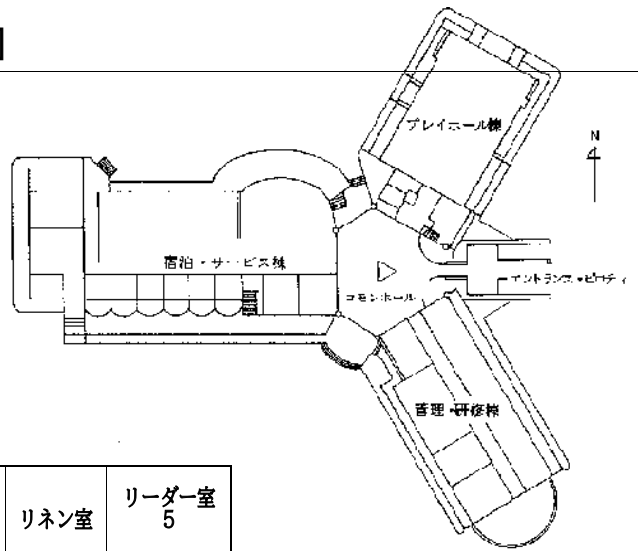 プレイホール棟
N
宿泊・サービス棟
コモンホール
エントランス・ピロティ
管理・研修棟
リネン室
リーダー室
5